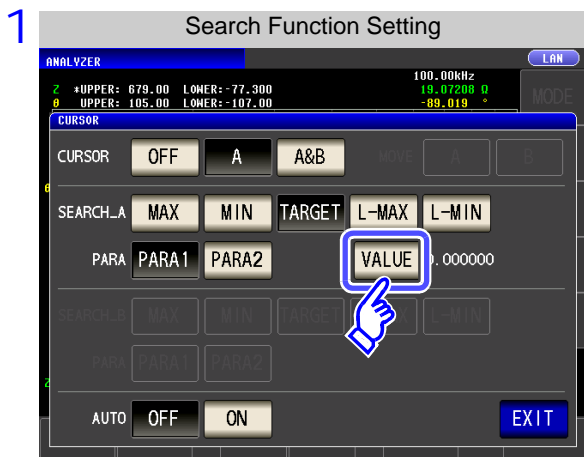 1
Search Function Setting
ANALYZER LAN
100.00kHz
Z *UPPER: 679.00 LOWER:-77.300 19.07208 Ω
θ UPPER: 105.00 LOWER:-107.00 -89.019 °
MODE
CURSOR
CURSOR OFF A A&B MOVE A B
θ
SEARCH_A MAX MIN TARGET L-MAX L-MIN
PARA PARA1 PARA2 VALUE 0.000000
SEARCH_B MAX MIN TARGET L-MAX L-MIN
PARA PARA1 PARA2
Z
AUTO OFF ON EXIT